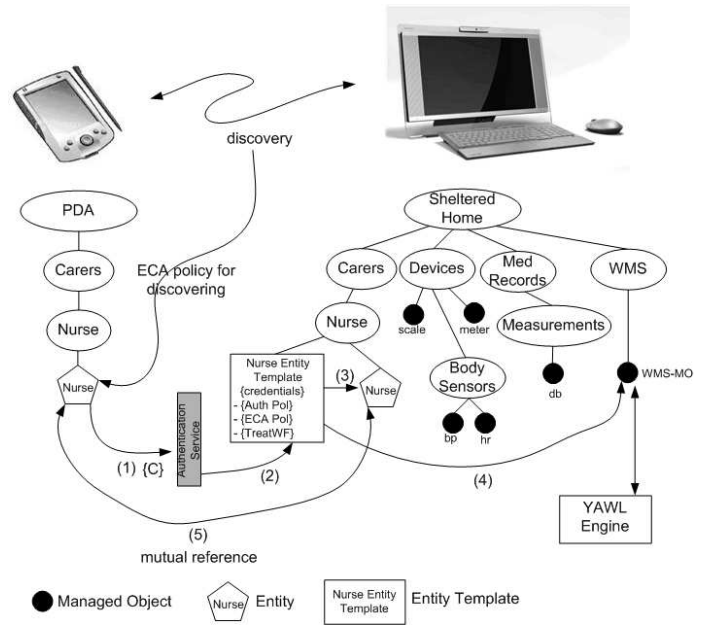 discovery
PDA
Carers
Nurse
Nurse
ECA policy for
discovering
Sheltered
Home
Carers
Devices
Med
Records
WMS
Nurse
scale
meter
Measurements
Body
Sensors
db
WMS-MO
bp
hr
Nurse Entity
Template
{credentials}
- {Auth Pol}
- {ECA Pol}
- {TreatWF}
(3)
Nurse
(1) {C}
Authentication
Service
(2)
(4)
(5)
mutual reference
YAWL
Engine
Managed Object
Nurse
Entity
Nurse Entity
Template
Entity Template